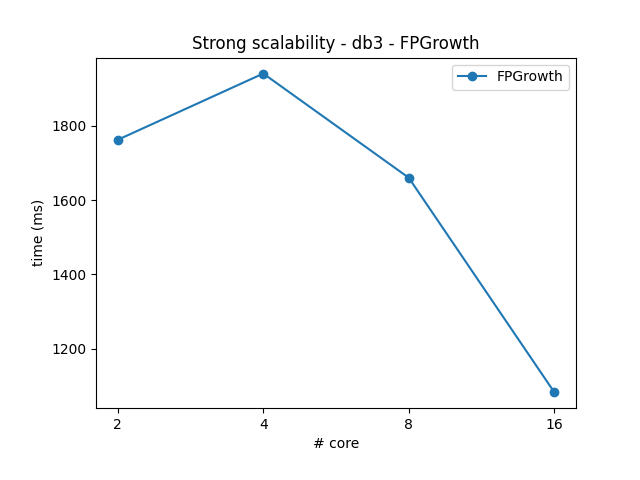 Strong scalability - db3 - FPGrowth
FPGrowth
time (ms)
1800
1600
1400
1200
2 4 8 16
# core